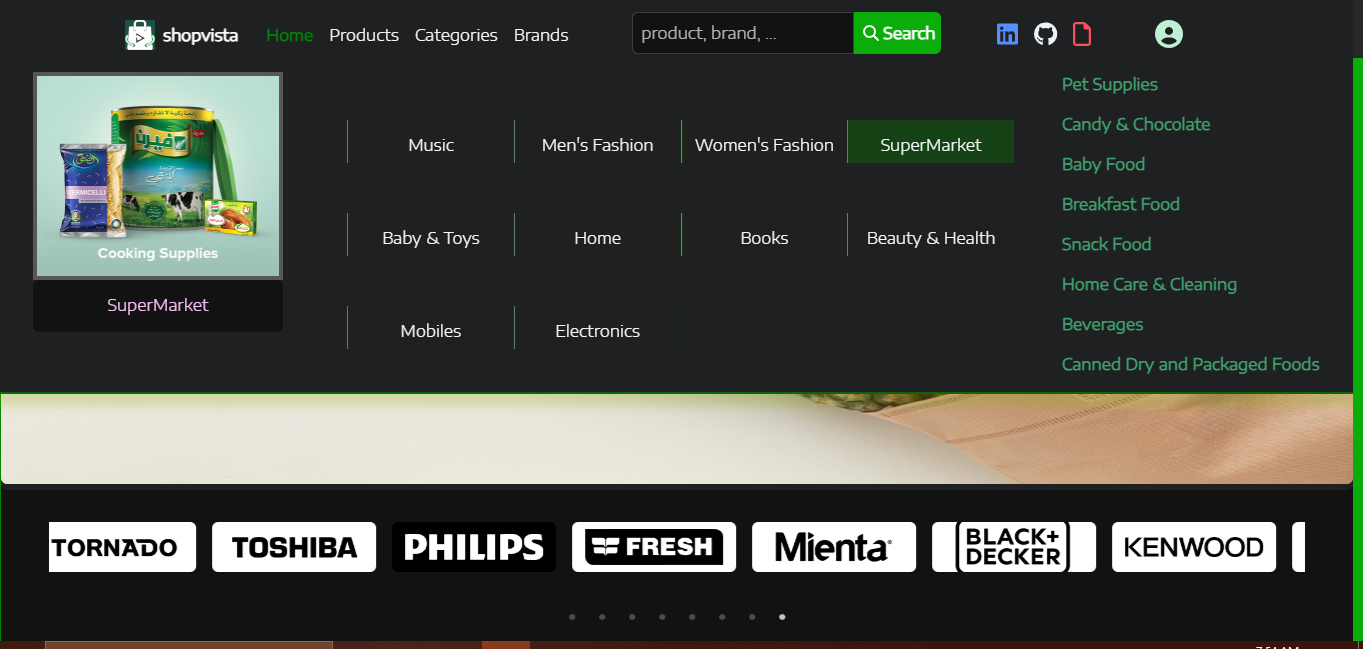 shopvista Home Products Categories Brands product, brand, ... Search
فيرن
VERMICELLI
Knorr
Cooking Supplies
SuperMarket
Music Men's Fashion Women's Fashion SuperMarket
Baby & Toys Home Books Beauty & Health
Mobiles Electronics
Pet Supplies
Candy & Chocolate
Baby Food
Breakfast Food
Snack Food
Home Care & Cleaning
Beverages
Canned Dry and Packaged Foods
TORNADO TOSHIBA PHILIPS FRESH Mienta BLACK+ DECKER KENWOOD